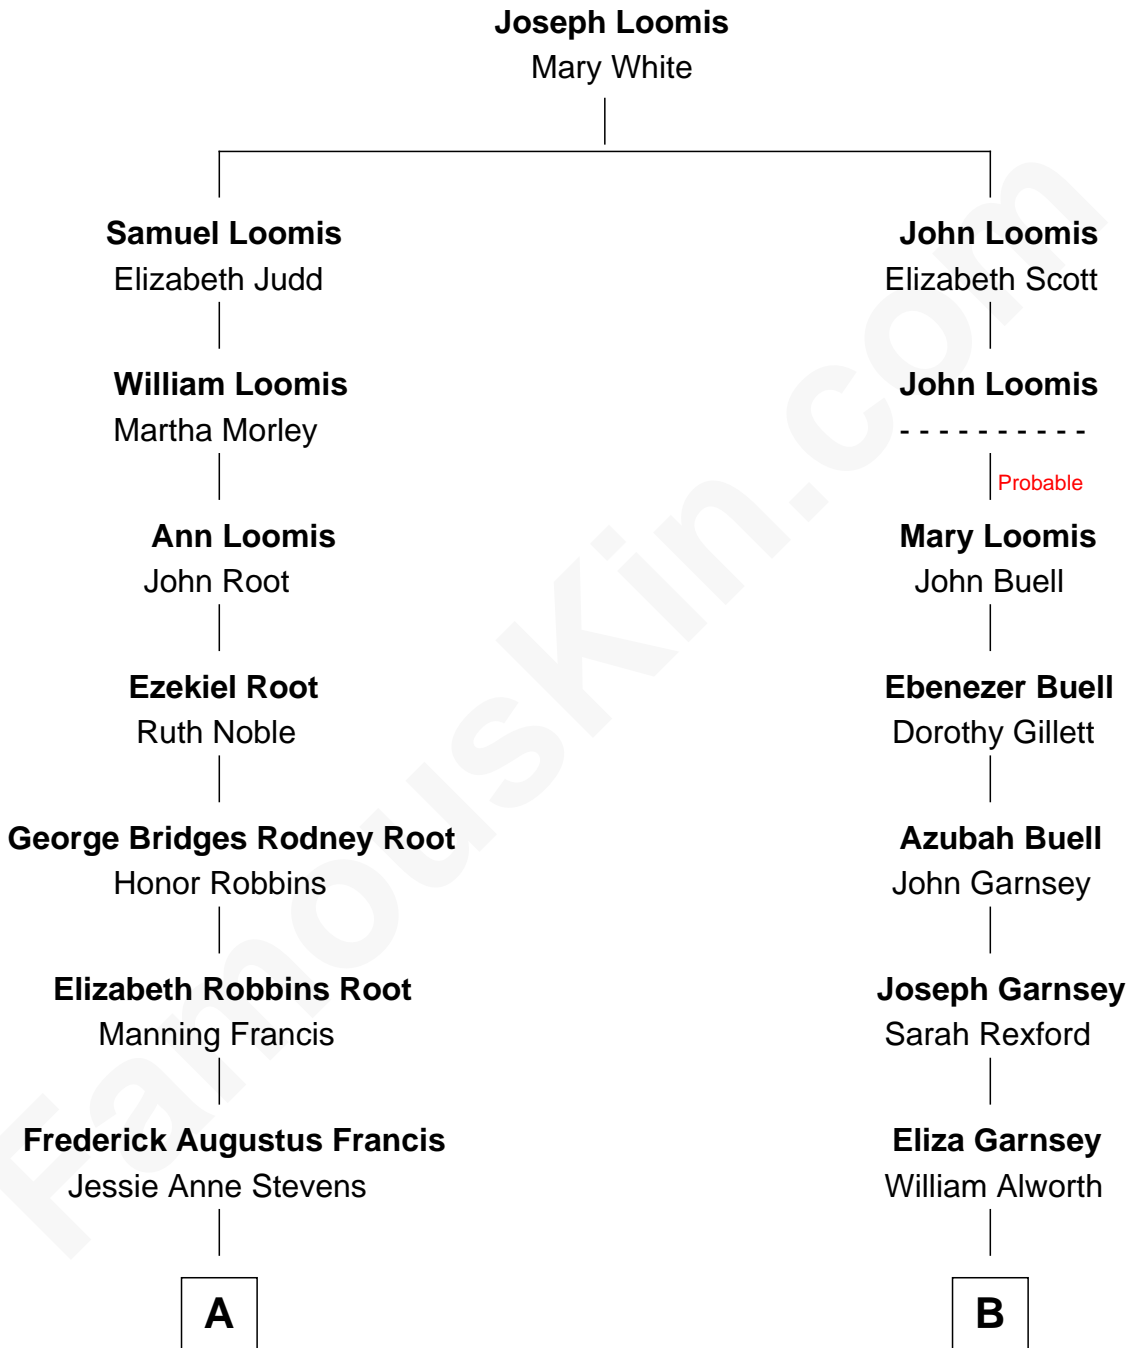 Joseph Loomis
Mary White
Samuel Loomis
Elizabeth Judd
John Loomis
Elizabeth Scott
William Loomis
Martha Morley
John Loomis
- - - - - - - - - -
Probable
Ann Loomis
John Root
Mary Loomis
John Buell
Ezekiel Root
Ruth Noble
Ebenezer Buell
Dorothy Gillett
George Bridges Rodney Root
Honor Robbins
Azubah Buell
John Garnsey
Elizabeth Robbins Root
Manning Francis
Joseph Garnsey
Sarah Rexford
Frederick Augustus Francis
Jessie Anne Stevens
Eliza Garnsey
William Alworth
A
B
FamousKin.com